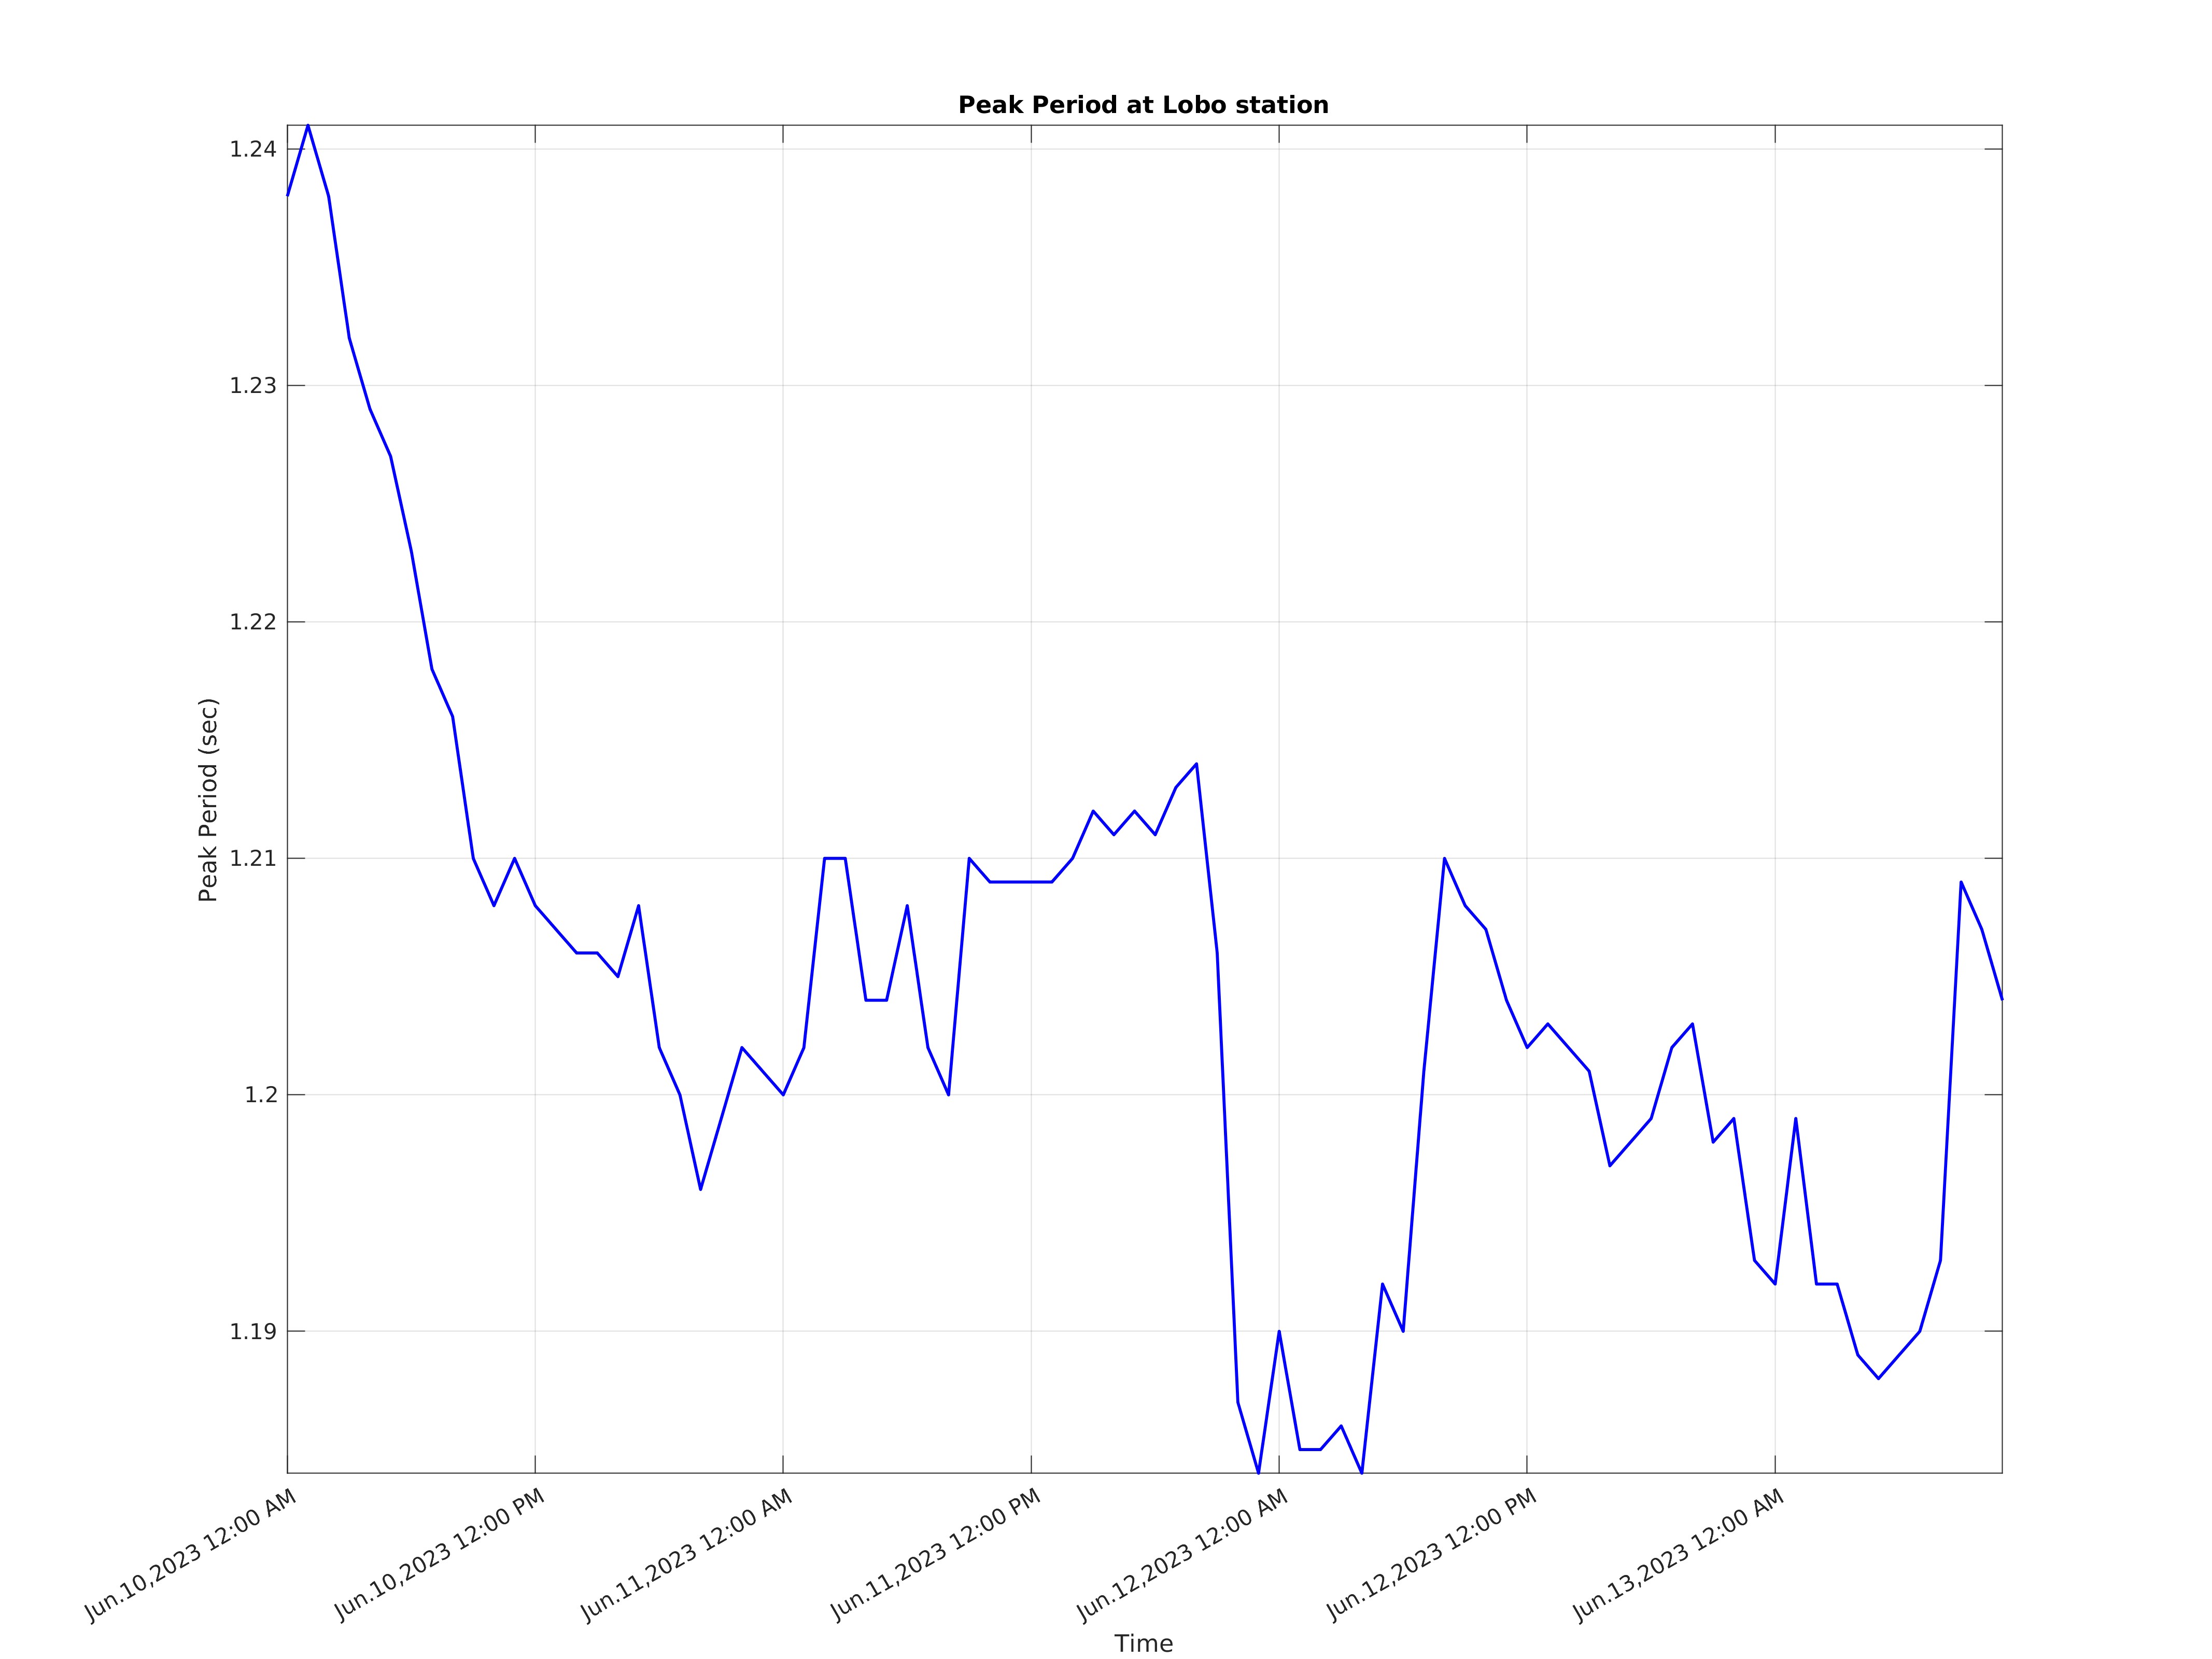 Peak Period at Lobo station
1.24
1.23
1.22
1.21
1.2
1.19
Peak Period (sec)
Jun.10,2023 12:00 AM
Jun.10,2023 12:00 PM
Jun.11,2023 12:00 AM
Jun.11,2023 12:00 PM
Jun.12,2023 12:00 AM
Jun.12,2023 12:00 PM
Jun.13,2023 12:00 AM
Time